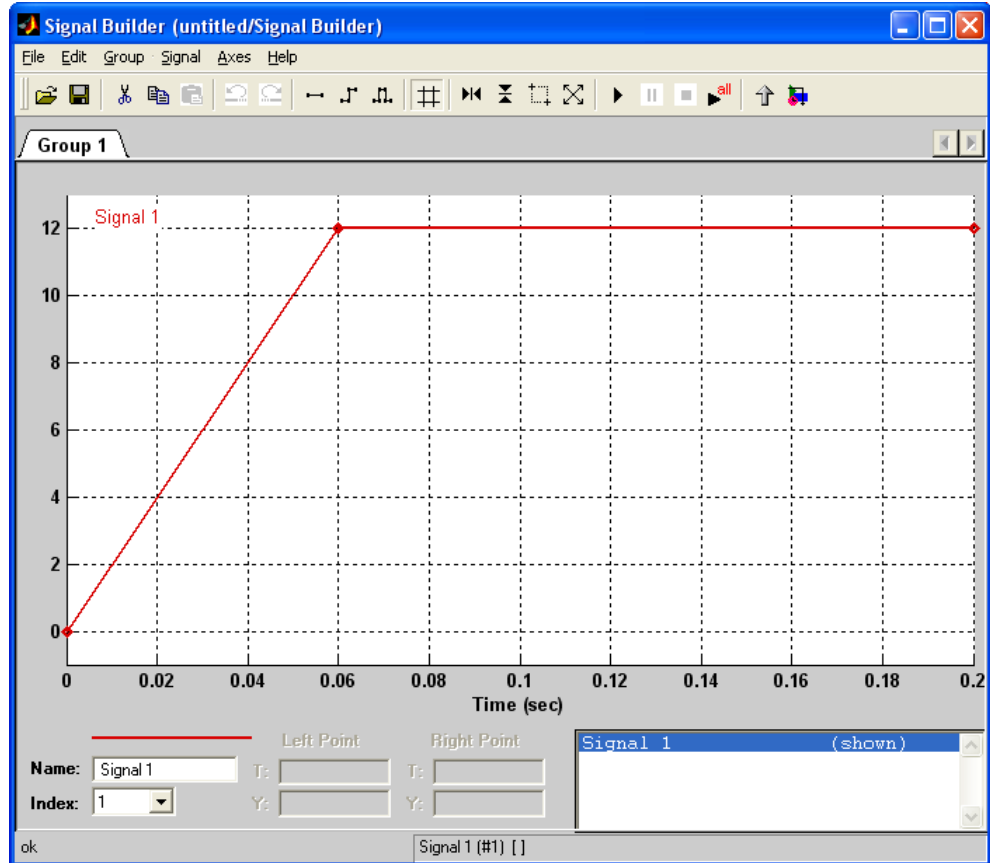 Signal Builder (untitled/Signal Builder)
File Edit Group Signal Axes Help
all
Group 1
Signal 1
12
10
8
6
4
2
0
0 0.02 0.04 0.06 0.08 0.1 0.12 0.14 0.16 0.18 0.2
Time (sec)
Left Point Right Point
Name: Signal 1 T: T:
Index: 1 Y: Y:
Signal 1 (shown)
ok Signal 1 (#1) [ ]